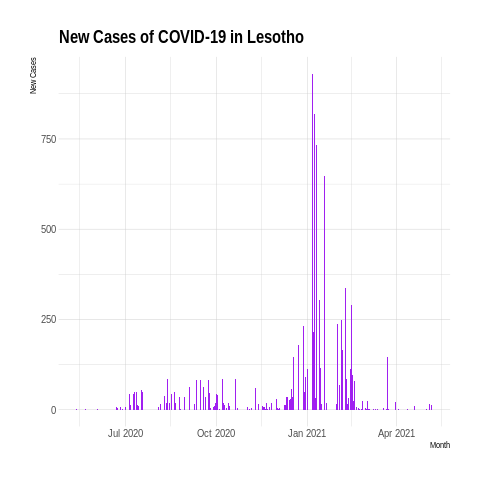 New Cases of COVID-19 in Lesotho
New Cases
750
500
250
0
Jul 2020
Oct 2020
Jan 2021
Apr 2021
Month